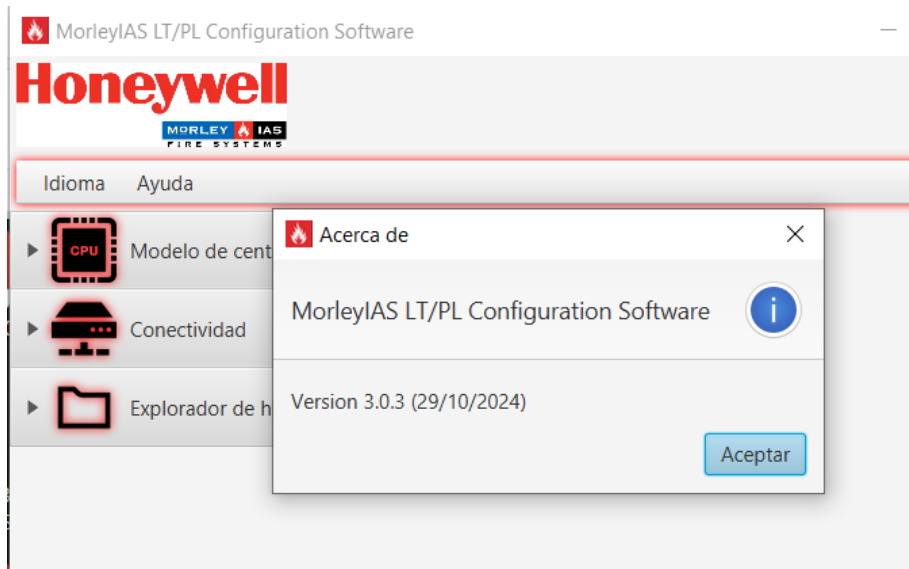 MorleyIAS LT/PL Configuration Software
Honeywell
MORLEY IAS
FIRE SYSTEMS
Idioma Ayuda
CPU Modelo de cent
Conectividad
Explorador de h
Acerca de
MorleyIAS LT/PL Configuration Software
i
Version 3.0.3 (29/10/2024)
Aceptar